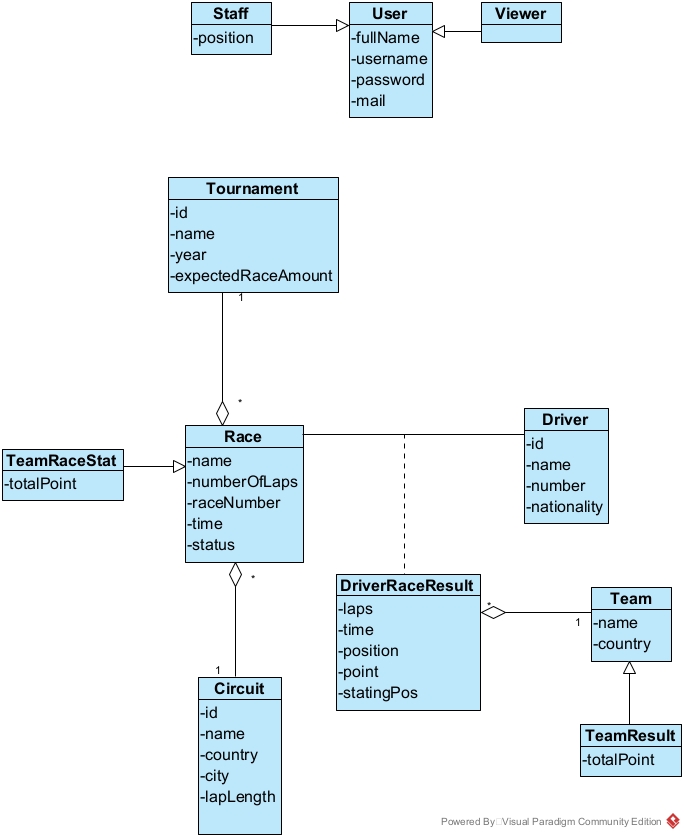 Staff
-position
User
-fullName
-username
-password
-mail
Viewer
Tournament
-id
-name
-year
-expectedRaceAmount
1
*
TeamRaceStat
-totalPoint
Race
-name
-numberOfLaps
-raceNumber
-time
-status
Driver
-id
-name
-number
-nationality
*
1
Circuit
-id
-name
-country
-city
-lapLength
DriverRaceResult
-laps
-time
-position
-point
-statingPos
*
1
Team
-name
-country
TeamResult
-totalPoint
Powered By Visual Paradigm Community Edition